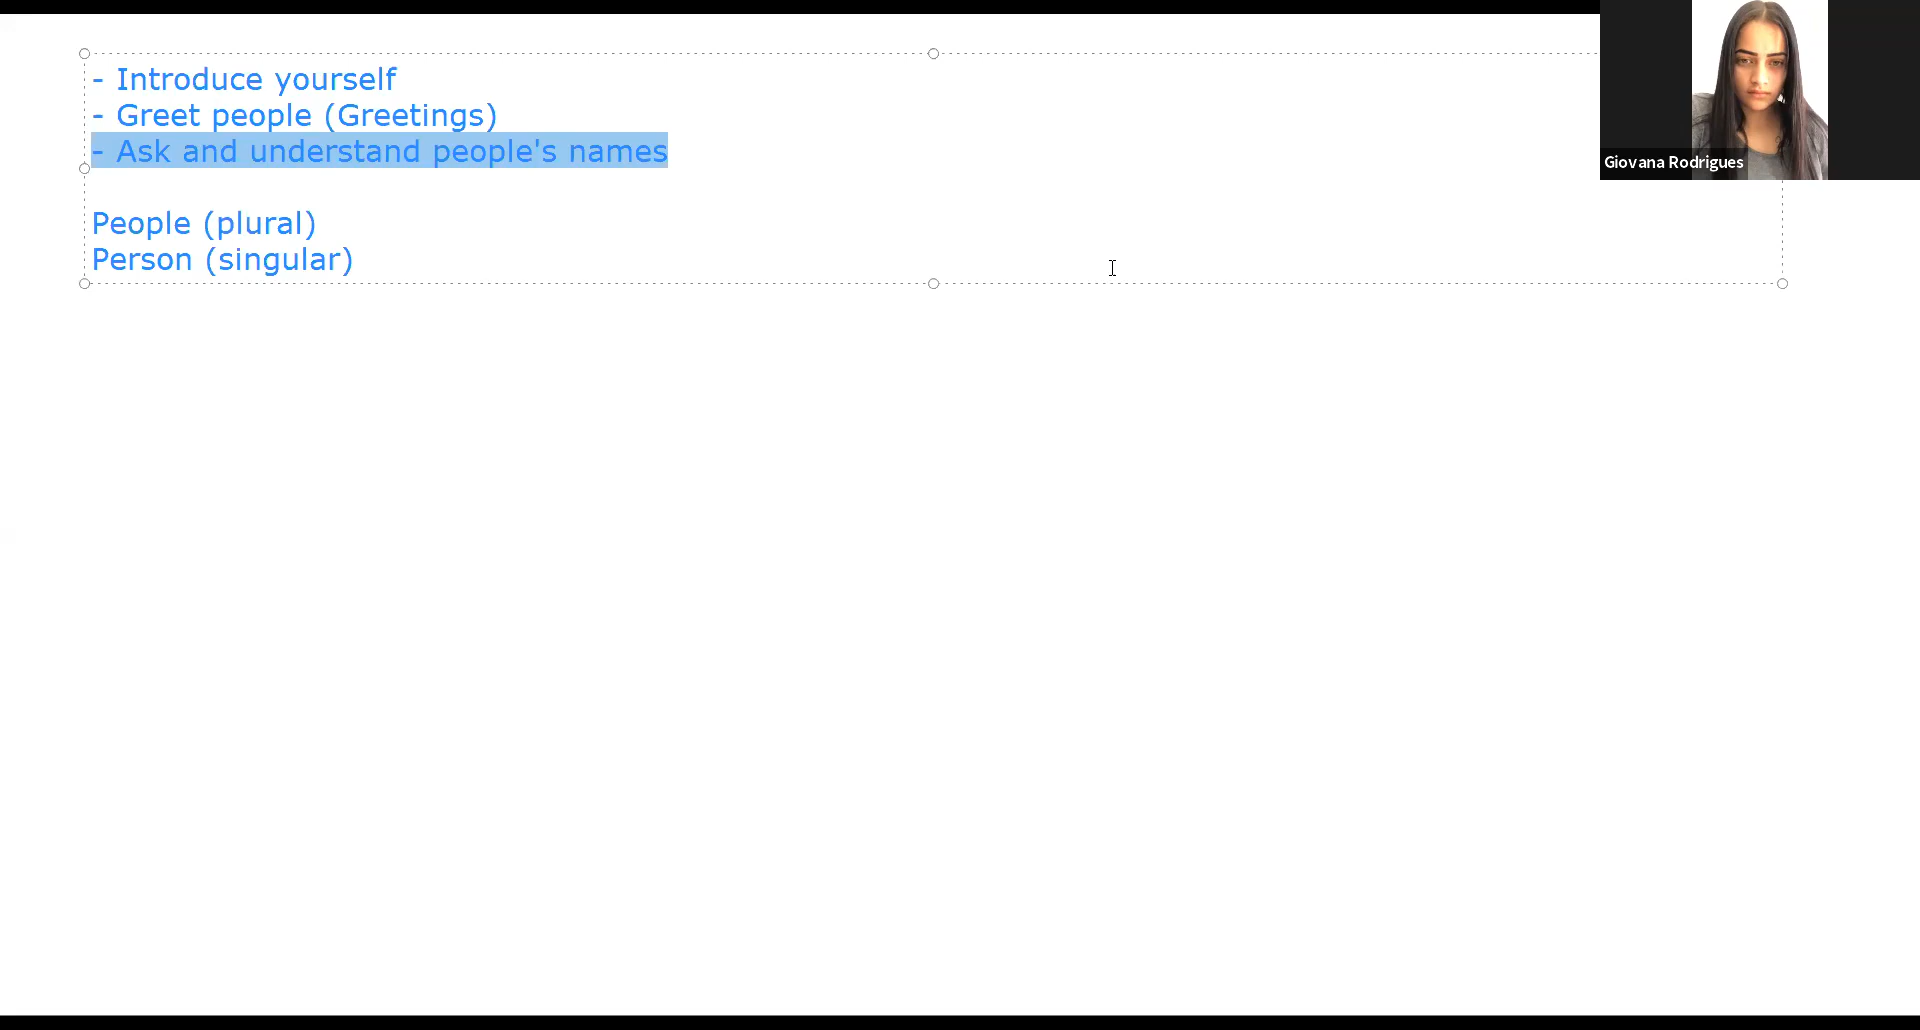 - Introduce yourself
- Greet people (Greetings)
- Ask and understand people's names
People (plural)
Person (singular)
Giovana Rodrigues